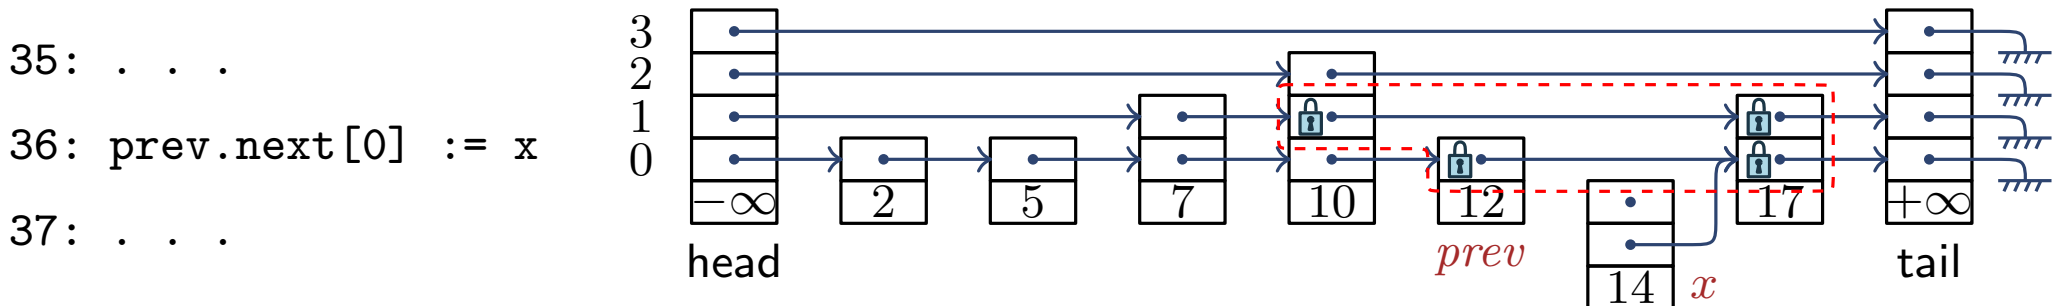 35: . . .
36: prev.next[0] := x
37: . . .
3
2
1
0
−∞ 2 5 7 10 12 17 +∞
head prev tail
14 x